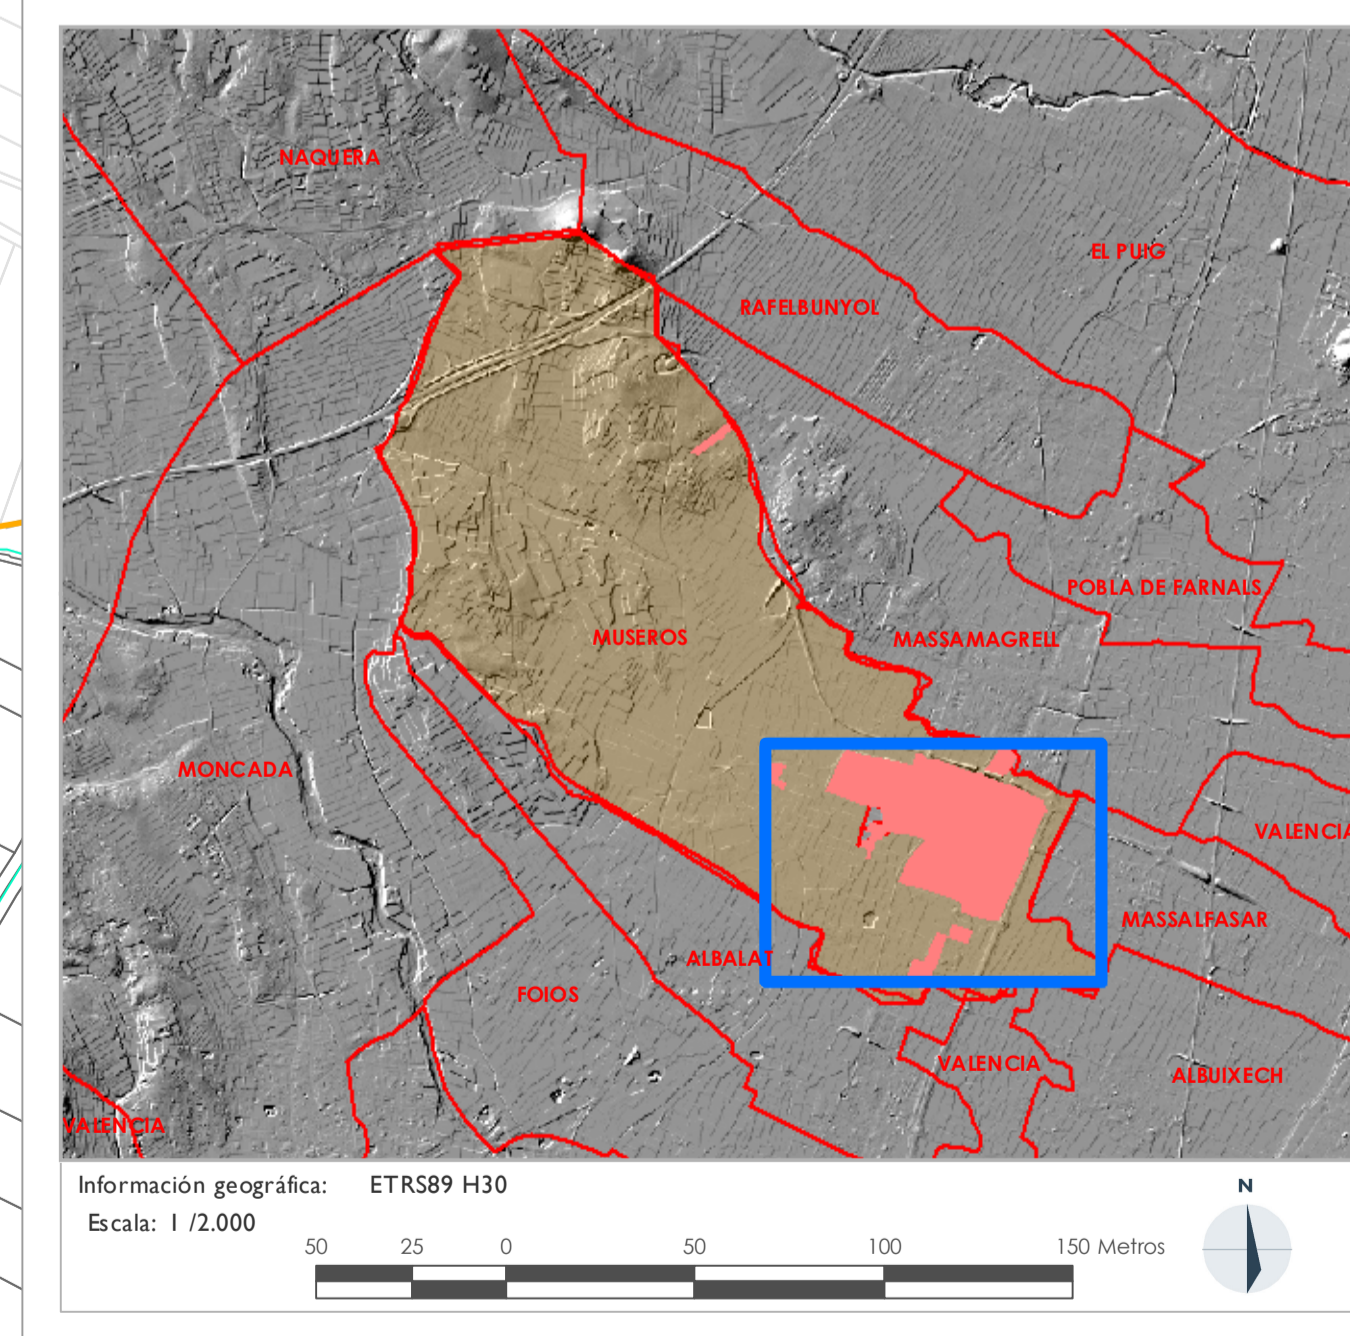 NAQUERA
EL PUIG
RAFELBUNYOL
POBLA DE FARNALS
MUSEROS
MASSAMAGRELL
MONCADA
VALENCIA
MASSALFASAR
ALBALAT
FOIOS
VALENCIA
ALBUIXECH
VALENCIA
Información geográfica: ETRS89 H30
Escala: 1 /2.000
N
50 25 0 50 100 150 Metros